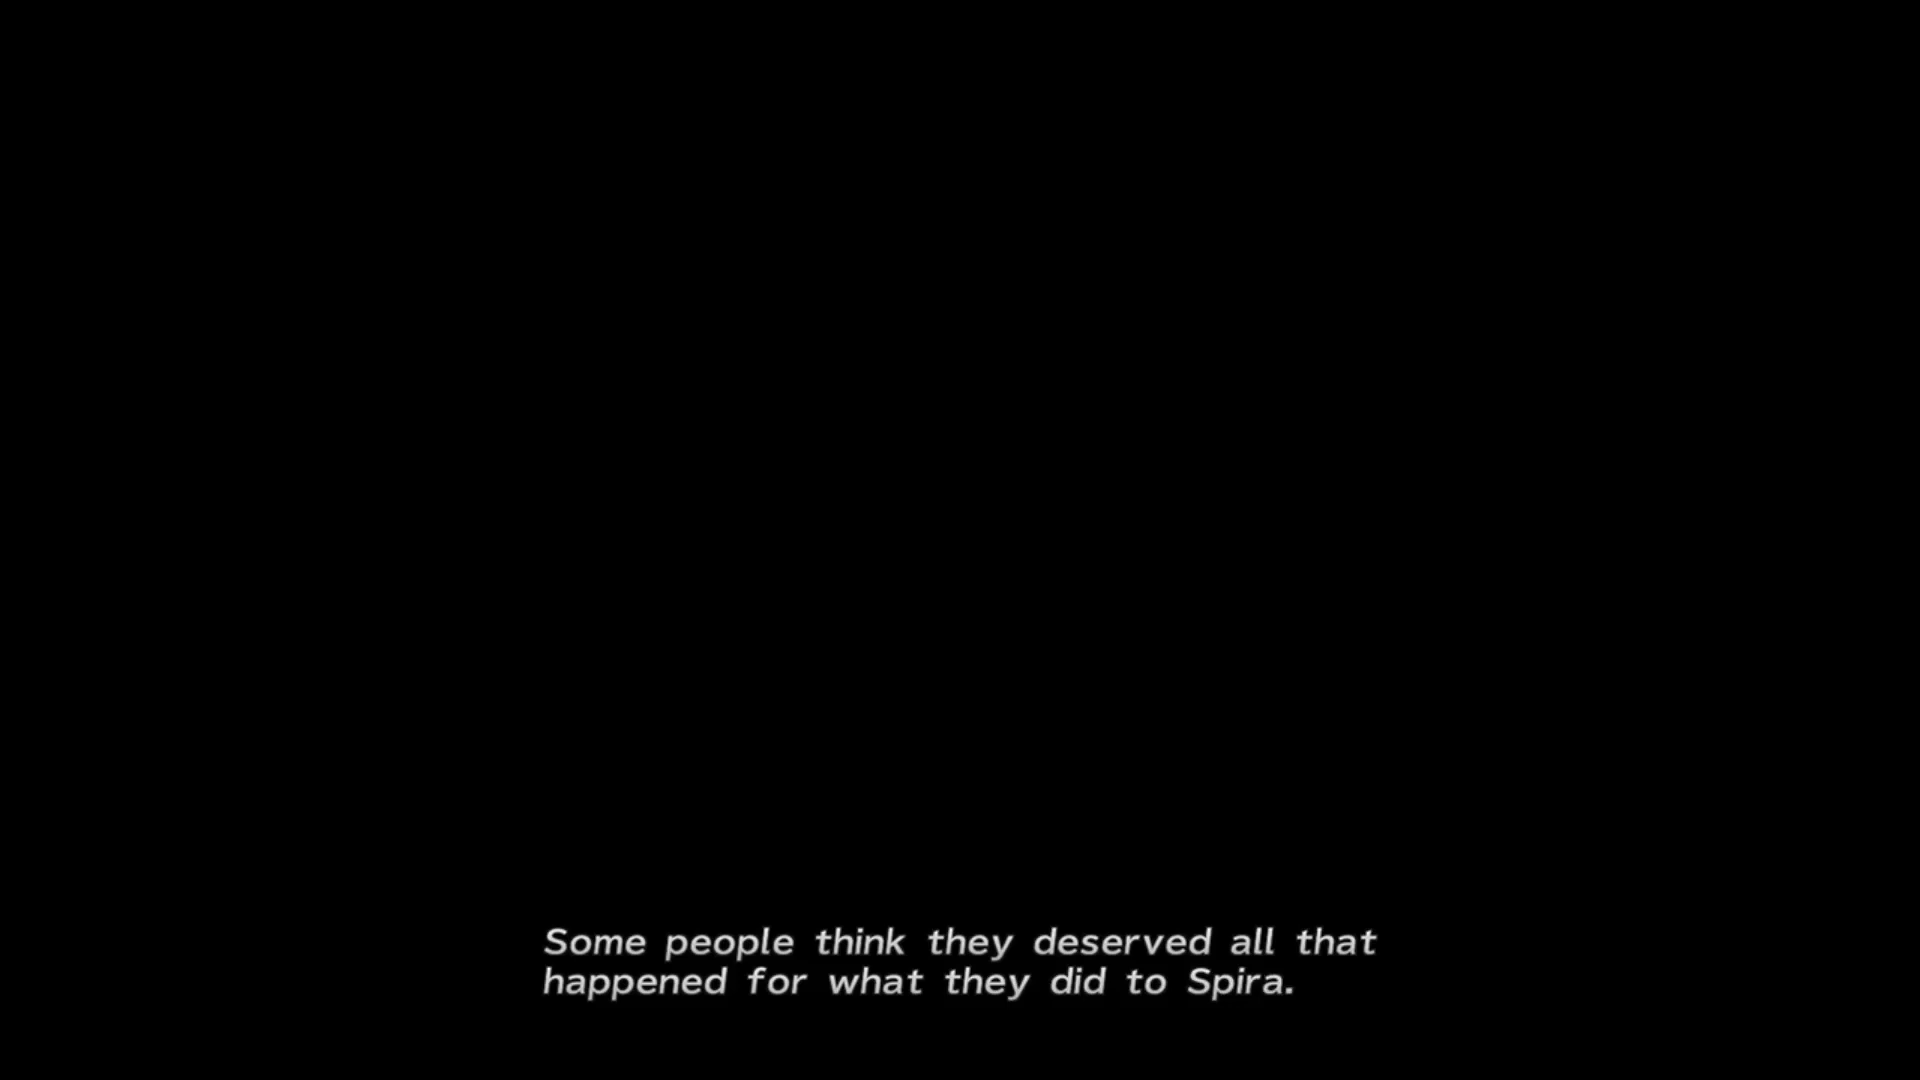 Some people think they deserved all that
happened for what they did to Spira.